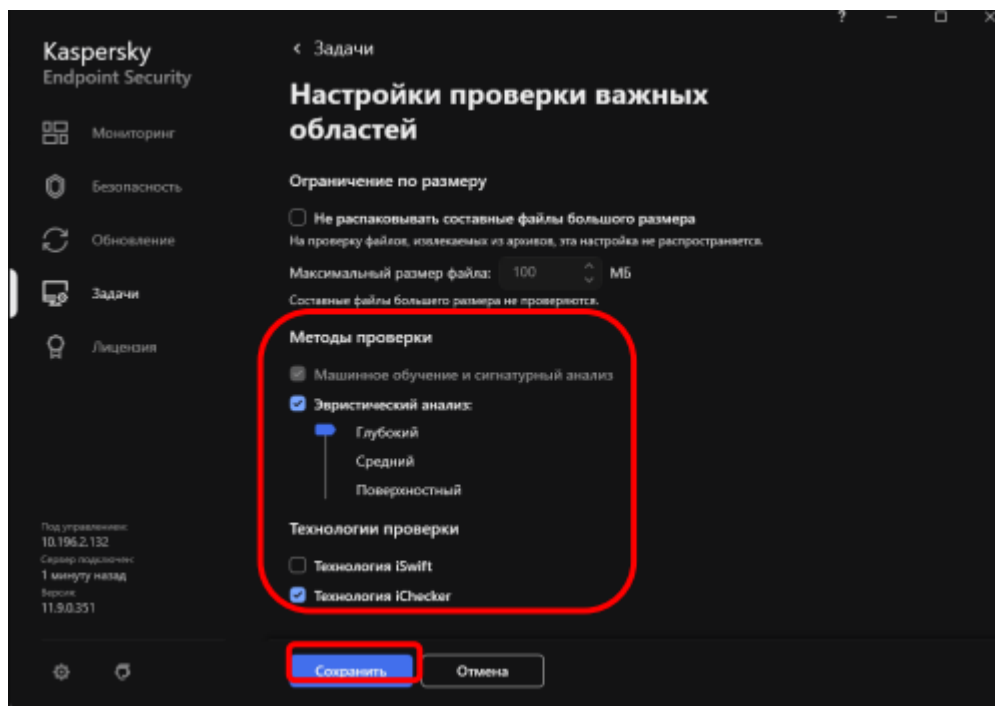 Kaspersky
Endpoint Security
Мониторинг
Безопасность
Обновление
Задачи
Лицензия
Под управлением:
10.196.2.132
Сервер подключен:
1 минуту назад
Версия:
11.9.0.351
? – □ ×
< Задачи
Настройки проверки важных
областей
Ограничение по размеру
Не распаковывать составные файлы большого размера
На проверку файлов, извлекаемых из архивов, эта настройка не распространяется.
Максимальный размер файла: 100 МБ
Составные файлы большего размера не проверяются.
Методы проверки
Машинное обучение и сигнатурный анализ
Эвристический анализ:
Глубокий
Средний
Поверхностный
Технологии проверки
Технология iSwift
Технология iChecker
Сохранить Отмена